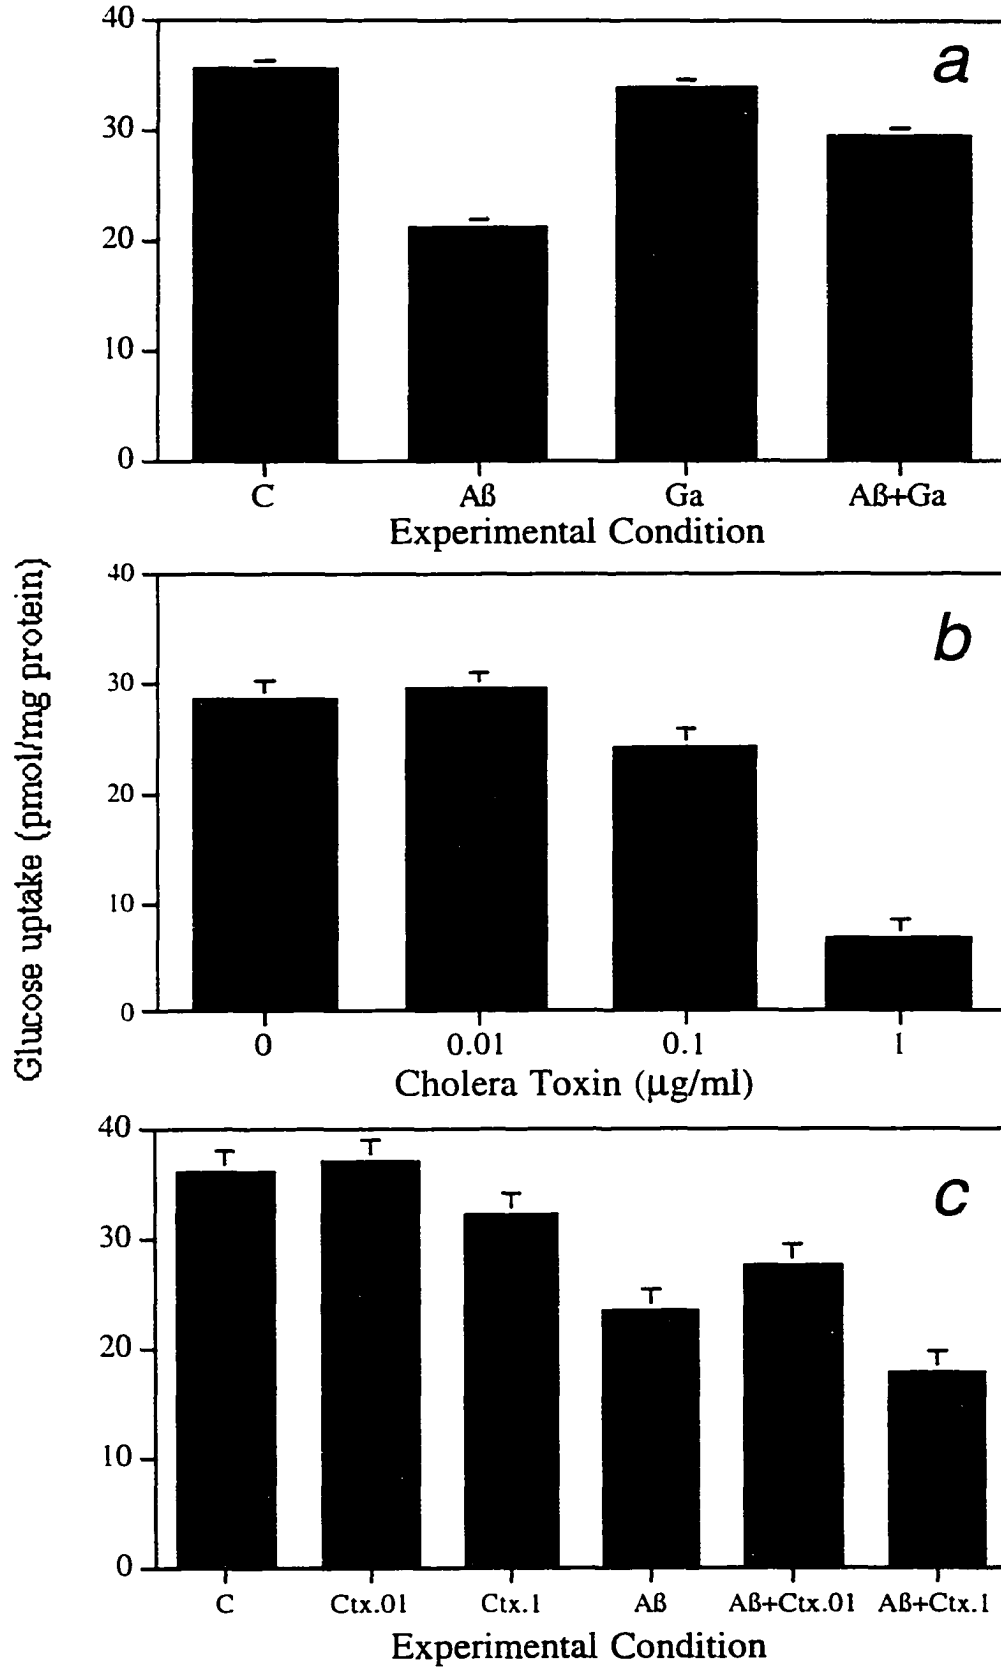 Glucose uptake (pmol/mg protein)
a
40
30
20
10
0
C Aß Ga Aß+Ga
Experimental Condition
b
40
30
20
10
0
0 0.01 0.1 1
Cholera Toxin (μg/ml)
c
40
30
20
10
0
C Ctx.01 Ctx.1 Aß Aß+Ctx.01 Aß+Ctx.1
Experimental Condition